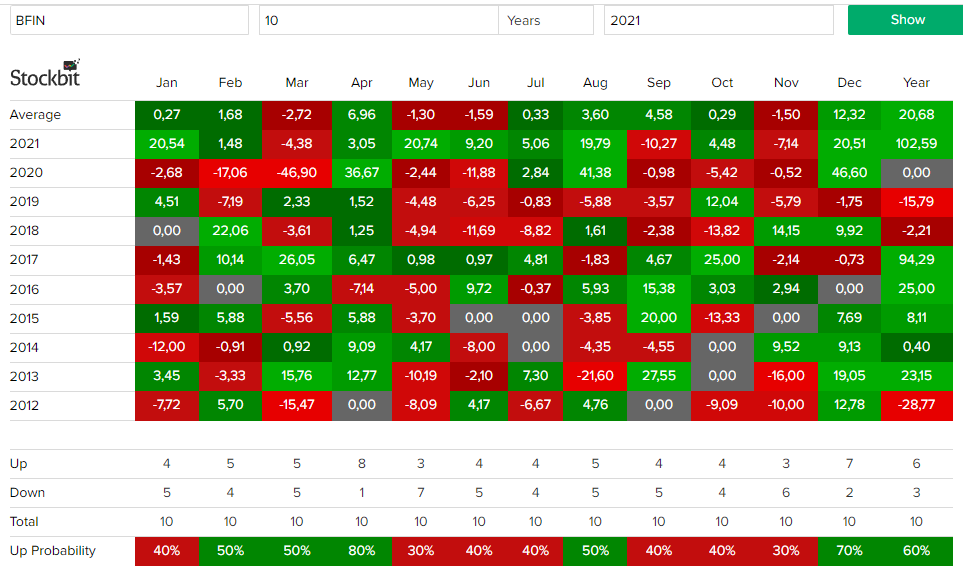 BFIN 10 Years 2021 Show
Stockbit Jan Feb Mar Apr May Jun Jul Aug Sep Oct Nov Dec Year
Average 0,27 1,68 -2,72 6,96 -1,30 -1,59 0,33 3,60 4,58 0,29 -1,50 12,32 20,68
2021 20,54 1,48 -4,38 3,05 20,74 9,20 5,06 19,79 -10,27 4,48 -7,14 20,51 102,59
2020 -2,68 -17,06 -46,90 36,67 -2,44 -11,88 2,84 41,38 -0,98 -5,42 -0,52 46,60 0,00
2019 4,51 -7,19 2,33 1,52 -4,48 -6,25 -0,83 -5,88 -3,57 12,04 -5,79 -1,75 -15,79
2018 0,00 22,06 -3,61 1,25 -4,94 -11,69 -8,82 1,61 -2,38 -13,82 14,15 9,92 -2,21
2017 -1,43 10,14 26,05 6,47 0,98 0,97 4,81 -1,83 4,67 25,00 -2,14 -0,73 94,29
2016 -3,57 0,00 3,70 -7,14 -5,00 9,72 -0,37 5,93 15,38 3,03 2,94 0,00 25,00
2015 1,59 5,88 -5,56 5,88 -3,70 0,00 0,00 -3,85 20,00 -13,33 0,00 7,69 8,11
2014 -12,00 -0,91 0,92 9,09 4,17 -8,00 0,00 -4,35 -4,55 0,00 9,52 9,13 0,40
2013 3,45 -3,33 15,76 12,77 -10,19 -2,10 7,30 -21,60 27,55 0,00 -16,00 19,05 23,15
2012 -7,72 5,70 -15,47 0,00 -8,09 4,17 -6,67 4,76 0,00 -9,09 -10,00 12,78 -28,77
Up 4 5 5 8 3 4 4 5 4 4 3 7 6
Down 5 4 5 1 7 5 4 5 5 4 6 2 3
Total 10 10 10 10 10 10 10 10 10 10 10 10 10
Up Probability 40% 50% 50% 80% 30% 40% 40% 50% 40% 40% 30% 70% 60%